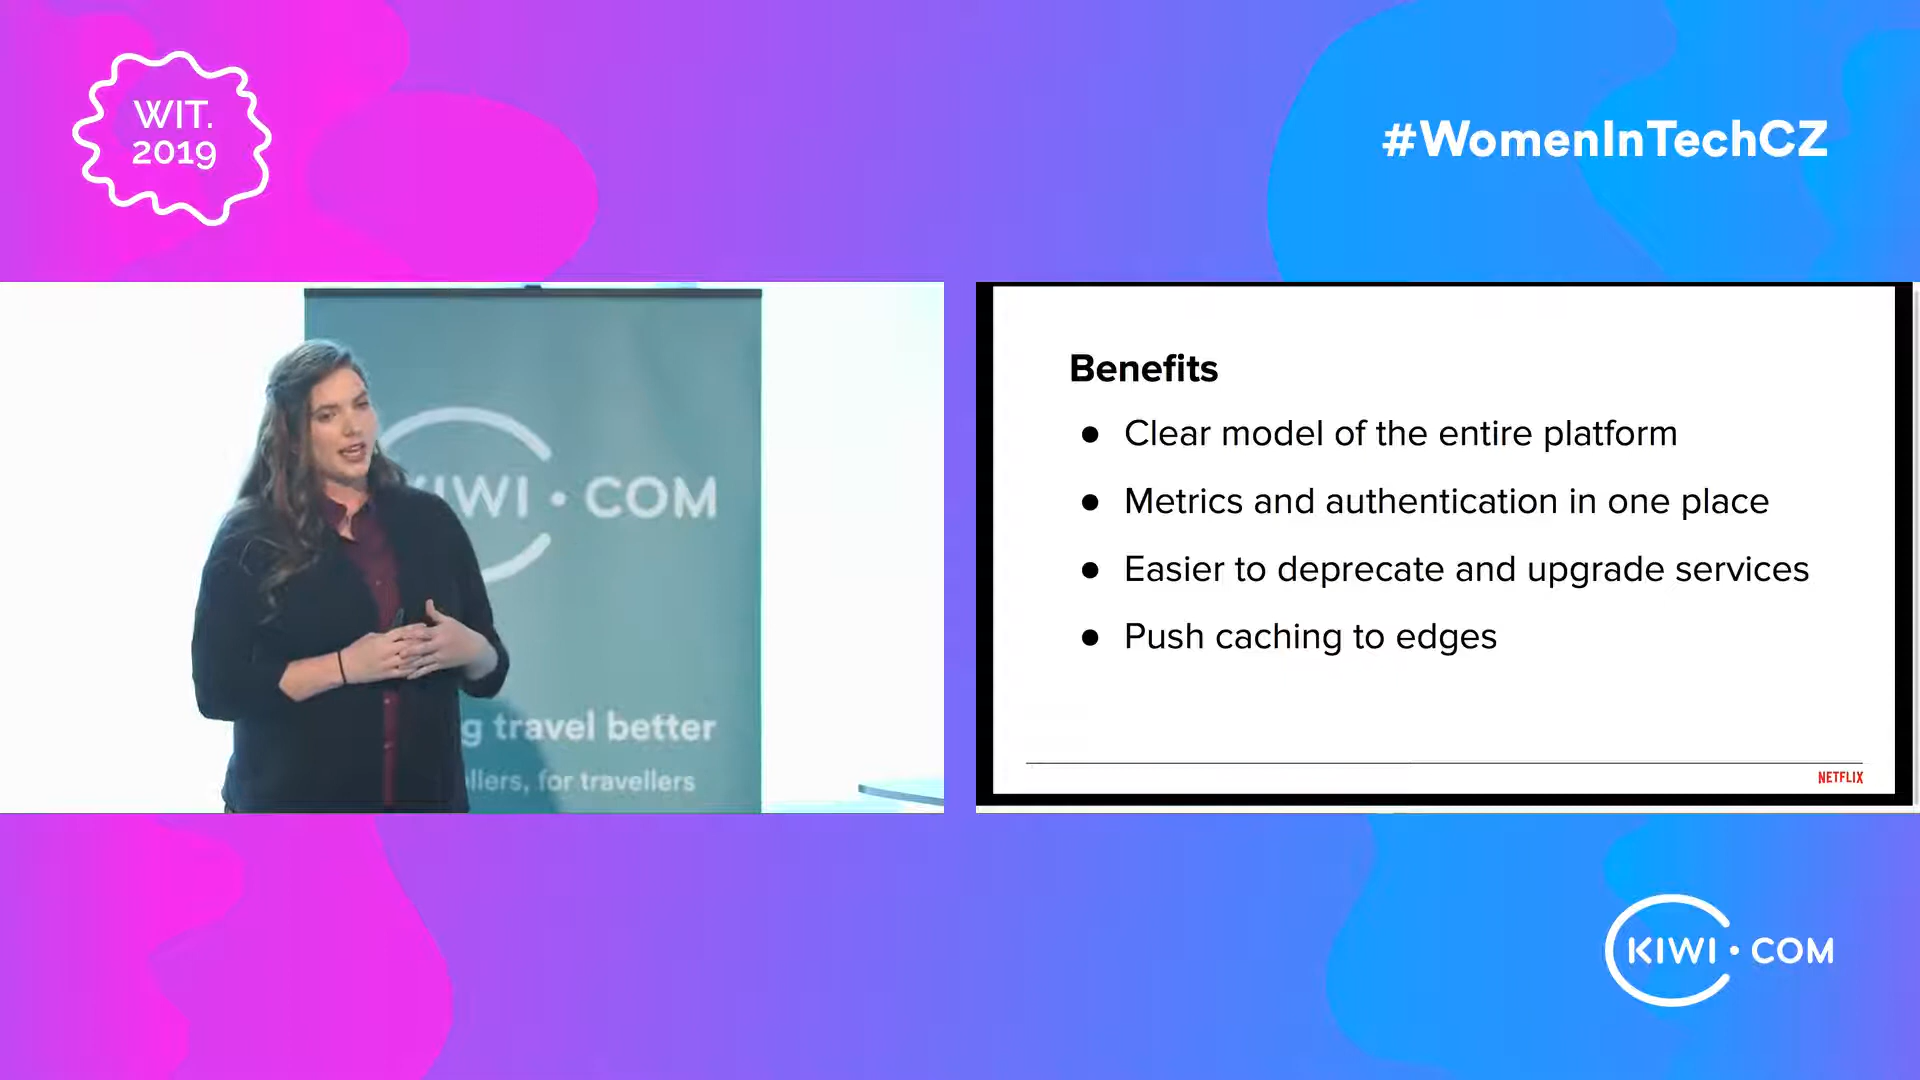 WIT.
2019
#WomenInTechCZ
KIWI.COM
g travel better
llers, for travellers
Benefits
● Clear model of the entire platform
● Metrics and authentication in one place
● Easier to deprecate and upgrade services
● Push caching to edges
NETFLIX
KIWI.COM